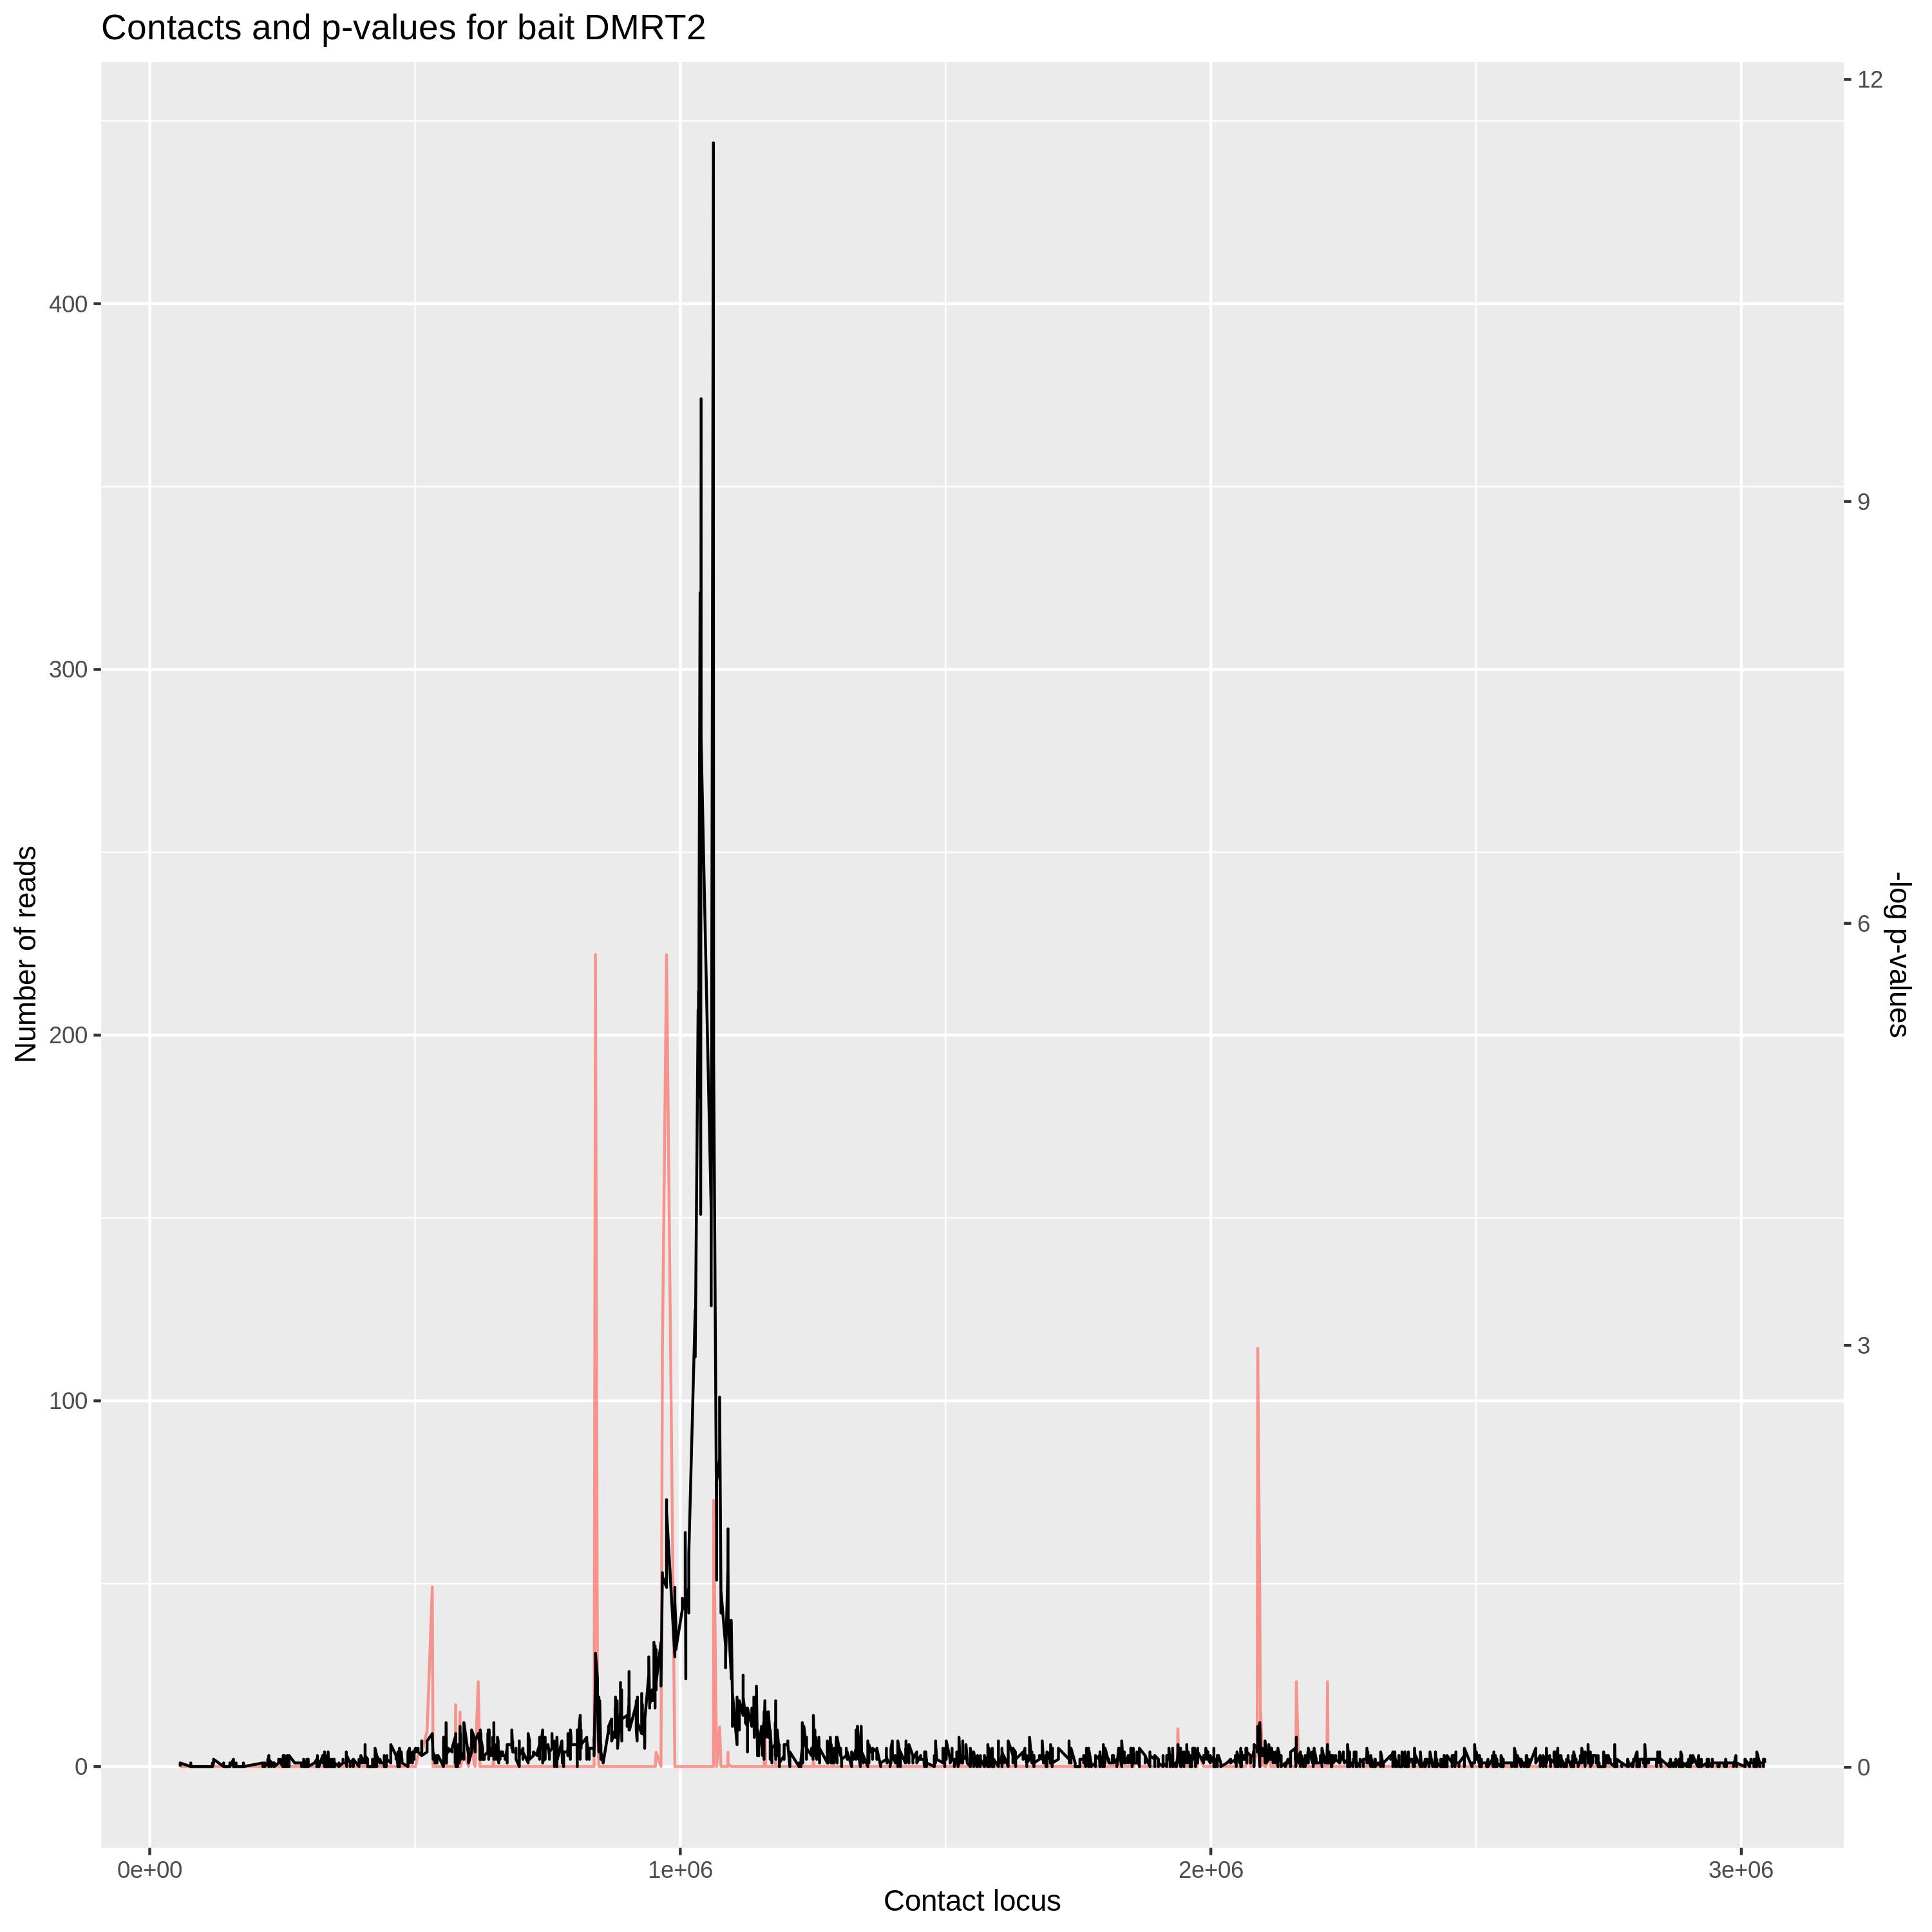 Contacts and p-values for bait DMRT2
Number of reads
400
300
200
100
0
12
9
6
3
0
-log p-values
0e+00
1e+06
2e+06
3e+06
Contact locus